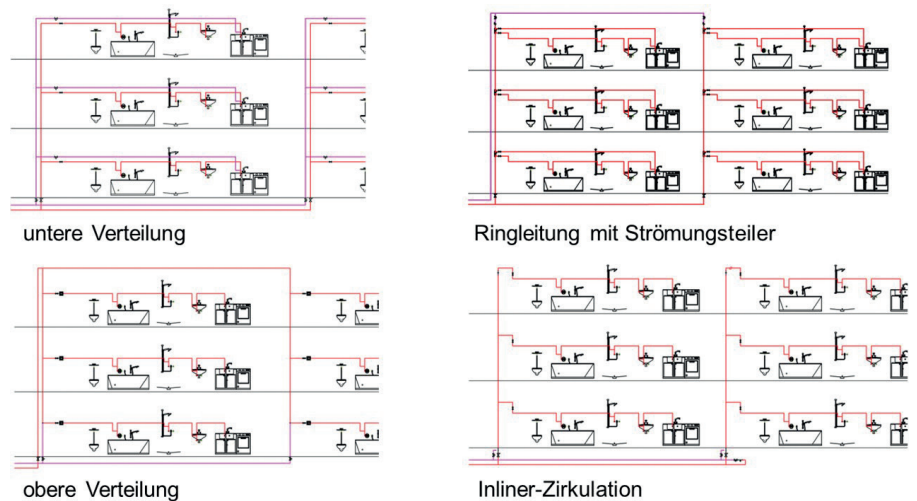 untere Verteilung
Ringleitung mit Strömungsteiler
obere Verteilung
Inliner-Zirkulation